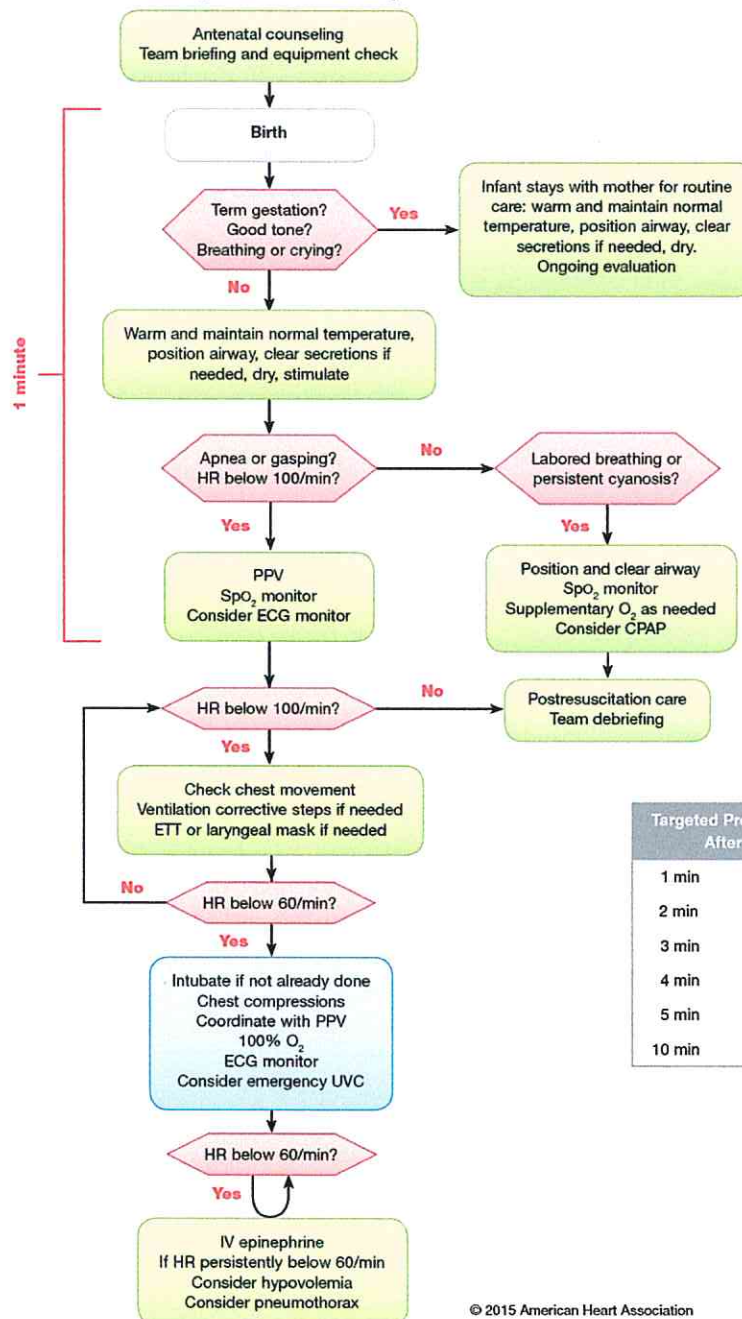 Antenatal counseling
Team briefing and equipment check
1 minute
Birth
Term gestation?
Good tone?
Breathing or crying?
Yes
Infant stays with mother for routine
care: warm and maintain normal
temperature, position airway, clear
secretions if needed, dry.
Ongoing evaluation
No
Warm and maintain normal temperature,
position airway, clear secretions if
needed, dry, stimulate
Apnea or gasping?
HR below 100/min?
No
Labored breathing or
persistent cyanosis?
Yes
Yes
PPV
SpO₂ monitor
Consider ECG monitor
Position and clear airway
SpO₂ monitor
Supplementary O₂ as needed
Consider CPAP
HR below 100/min?
No
Postresuscitation care
Team debriefing
Yes
Check chest movement
Ventilation corrective steps if needed
ETT or laryngeal mask if needed
No
HR below 60/min?
Yes
Intubate if not already done
Chest compressions
Coordinate with PPV
100% O₂
ECG monitor
Consider emergency UVC
HR below 60/min?
Yes
IV epinephrine
If HR persistently below 60/min
Consider hypovolemia
Consider pneumothorax
Targeted
After
1 min
2 min
3 min
4 min
5 min
10 min
© 2015 American Heart Association